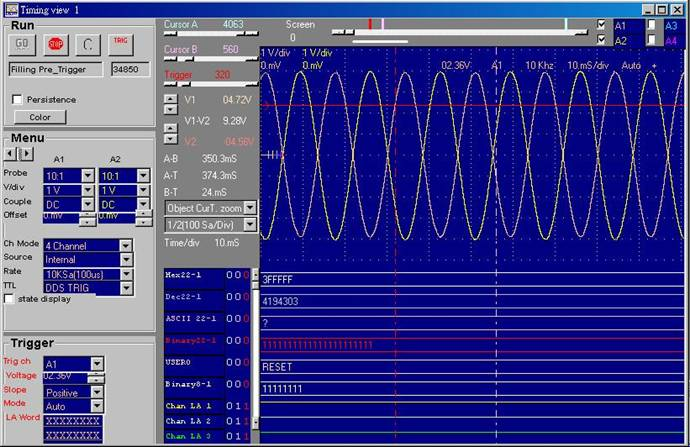 Timing view 1
Run
GO STOP C TRIG
Filling Pre_Trigger 34850
Persistence
Color
Menu
A1 A2
Probe 10:1 10:1
V/div 1 V 1 V
Couple DC DC
Offset 0.mV 0.mV
Ch Mode 4 Channel
Source Internal
Rate 10KSa(100us)
TTL DDS TRIG
state display
Trigger
Trig ch A1
Voltage 02.36V
Slope Positive
Mode Auto
LA Word XXXXXXXX
XXXXXXXX
Cursor A 4063
Cursor B 560
Trigger 320
V1 04.72V
V1-V2 9.28V
V2 -04.56V
A-B 350.3mS
A-T 374.3mS
B-T 24.mS
Object CurT. zoom
1/2(100 Sa/Div)
Time/div 10.mS
Screen
0
A1 A3
A2 A4
1 V/div 1 V/div
0.mV 0.mV 02.36V A1 10 Khz 10.mS/div Auto +
Hex22-1 0 0 0 3FFFFF
Dec22-1 0 0 0 4194303
ASCII 22-1 0 0 0 ?
Binary22-1 0 0 0 1111111111111111111111
USER0 0 0 0 RESET
Binary8-1 0 0 0 11111111
Chan LA 1 0 1 1
Chan LA 2 0 1 1
Chan LA 3 0 1 1